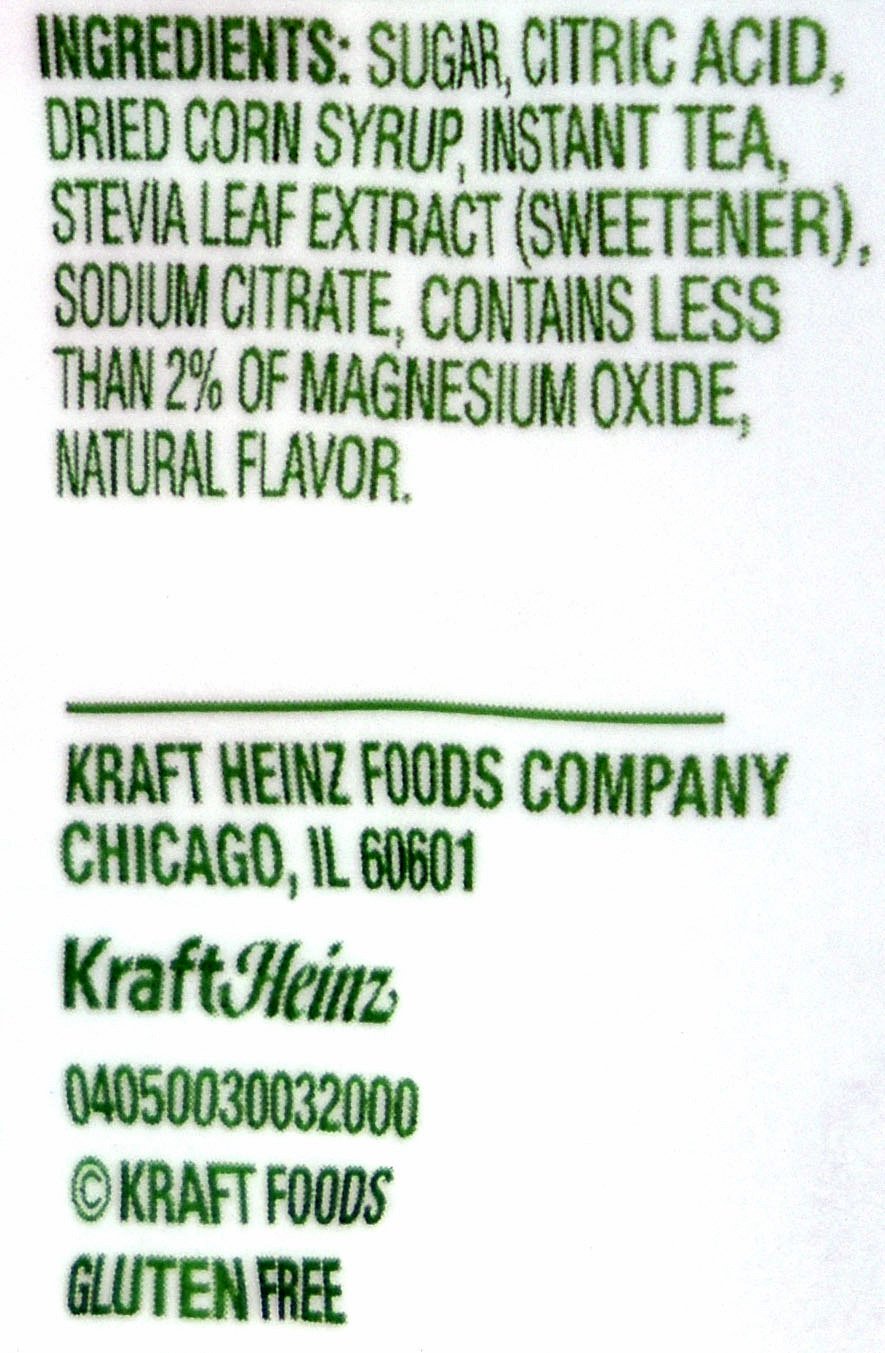 INGREDIENTS: SUGAR, CITRIC ACID,
DRIED CORN SYRUP, INSTANT TEA,
STEVIA LEAF EXTRACT (SWEETENER),
SODIUM CITRATE, CONTAINS LESS
THAN 2% OF MAGNESIUM OXIDE,
NATURAL FLAVOR.
KRAFT HEINZ FOODS COMPANY
CHICAGO, IL 60601
KraftHeinz
04050030032000
© KRAFT FOODS
GLUTEN FREE